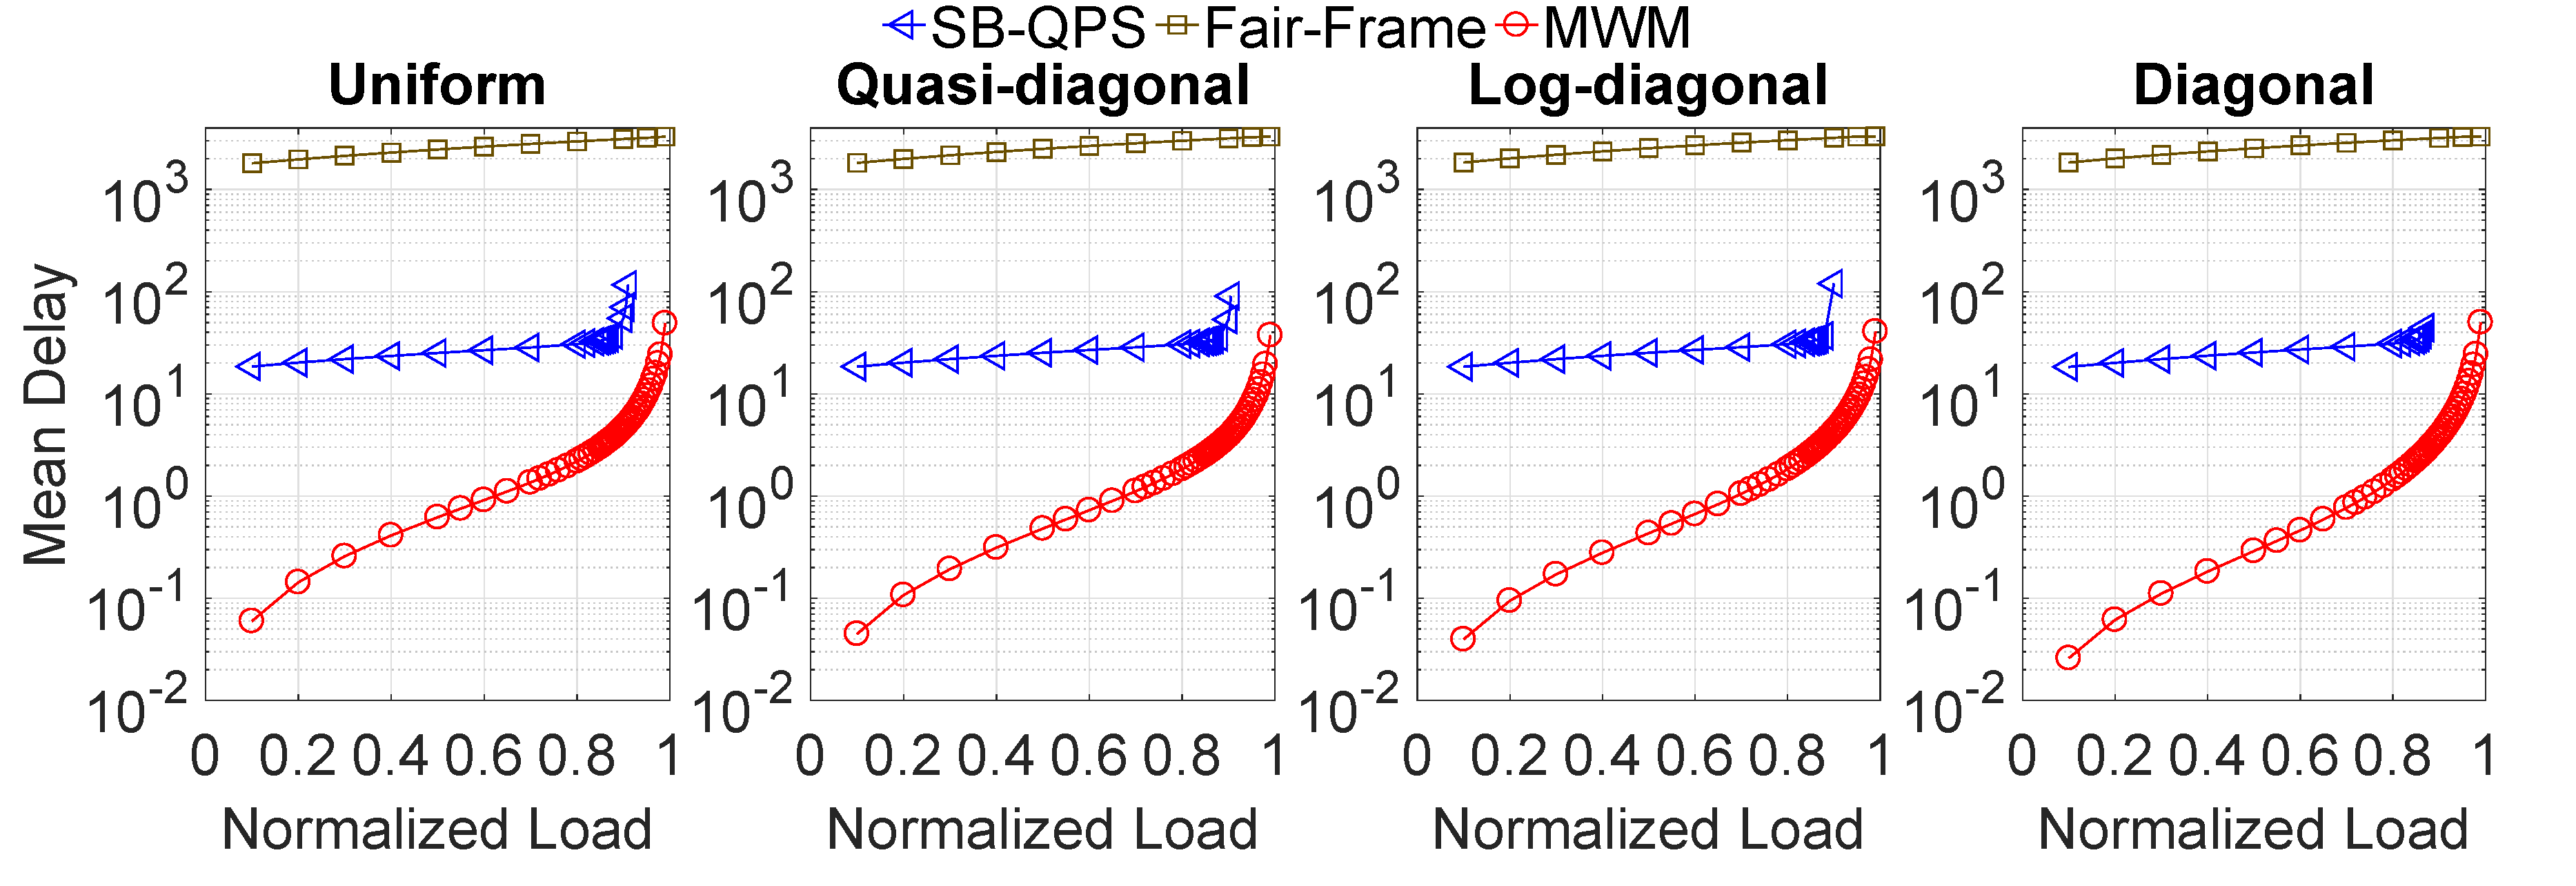 SB-QPS Fair-Frame MWM
Uniform Quasi-diagonal Log-diagonal Diagonal
Mean Delay
10^3 10^3 10^3 10^3
10^2 10^2 10^2 10^2
10^1 10^1 10^1 10^1
10^0 10^0 10^0 10^0
10^-1 10^-1 10^-1 10^-1
10^-2 10^-2 10^-2 10^-2
0 0.2 0.4 0.6 0.8 1 0 0.2 0.4 0.6 0.8 1 0 0.2 0.4 0.6 0.8 1 0 0.2 0.4 0.6 0.8 1
Normalized Load Normalized Load Normalized Load Normalized Load